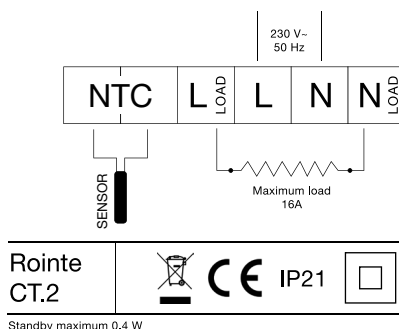 230 V~
50 Hz
NTC L LOAD L N N LOAD
SENSOR
Maximum load
16A
Rointe
CT.2
CE IP21
Standby maximum 0,4 W